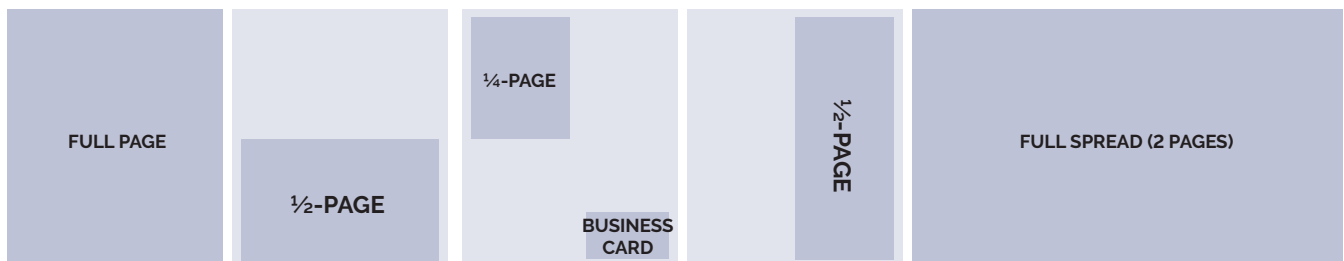 FULL PAGE
½-PAGE
¼-PAGE
BUSINESS
CARD
½-PAGE
FULL SPREAD (2 PAGES)